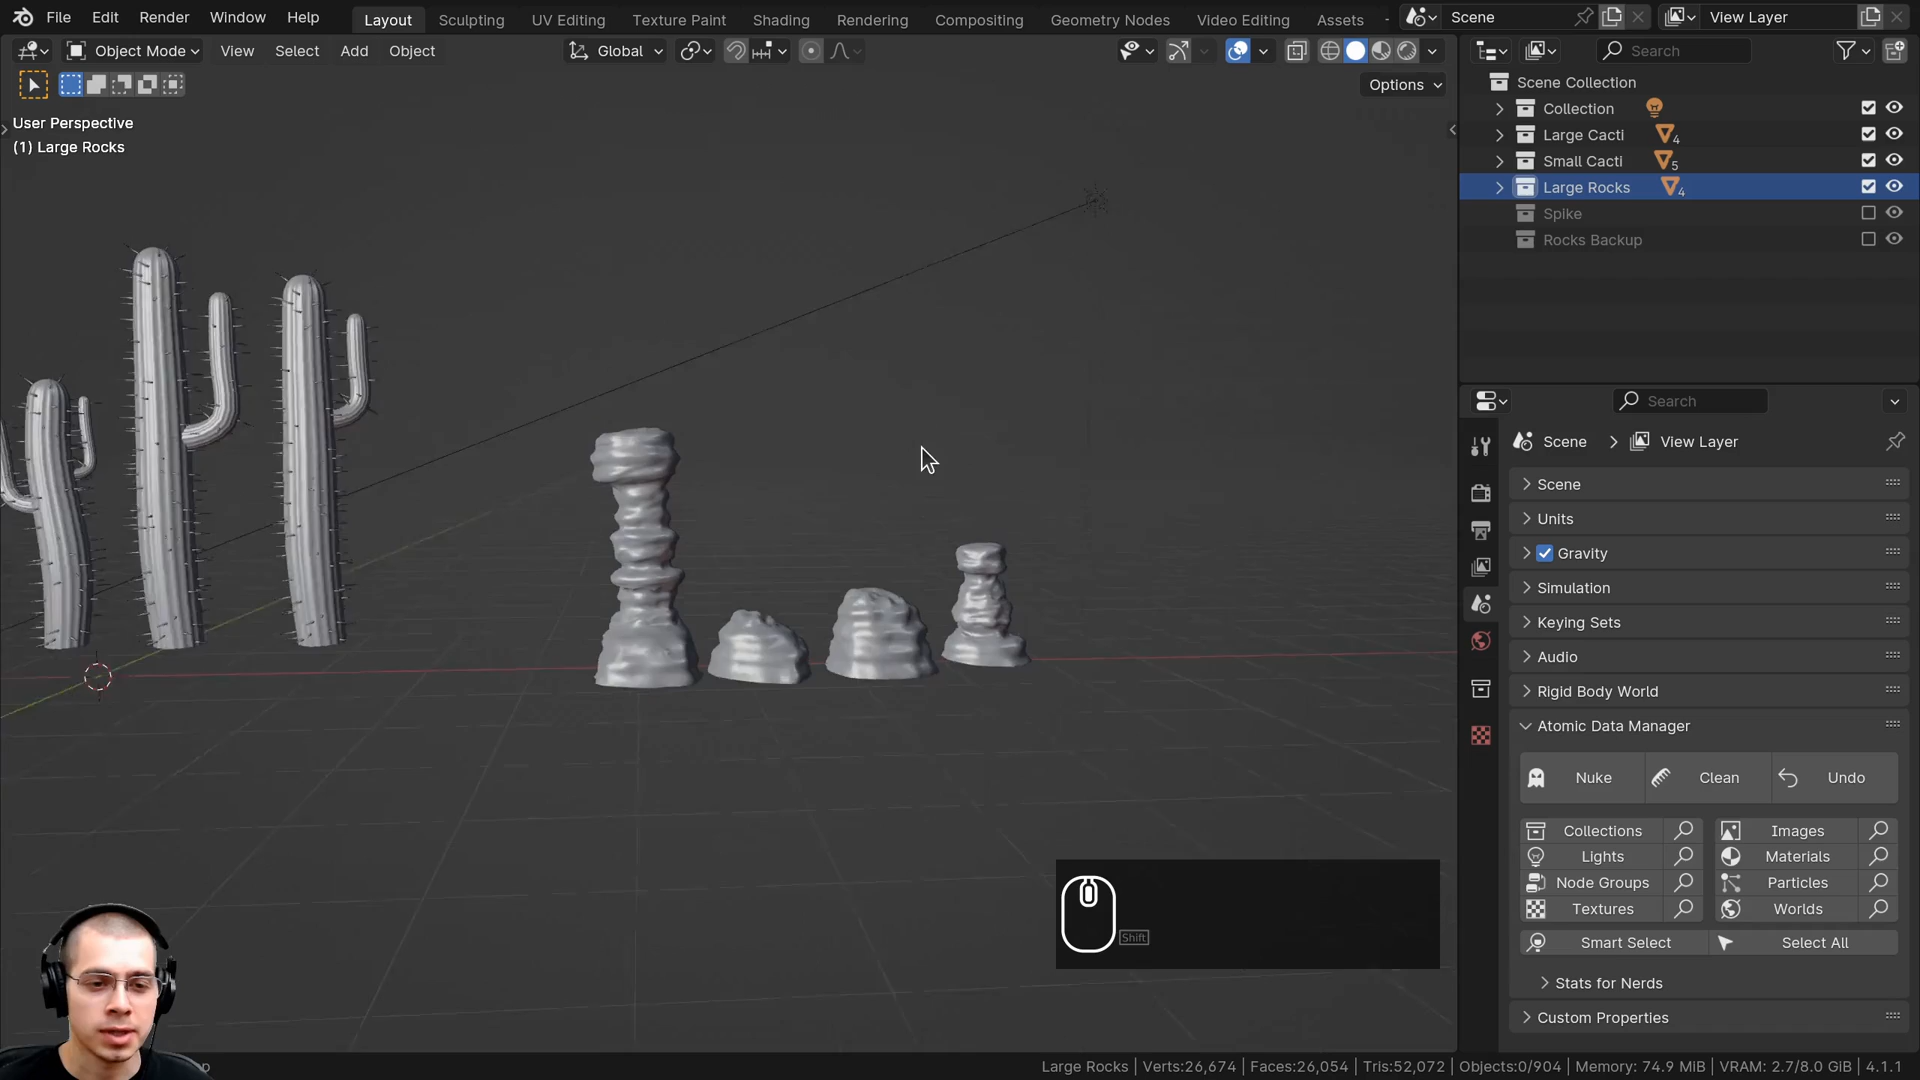 File Edit Render Window Help Layout Sculpting UV Editing Texture Paint Shading Rendering Compositing Geometry Nodes Video Editing Assets Scene View Layer
Object Mode View Select Add Object Global Search
Options
User Perspective
(1) Large Rocks
Scene Collection
Collection
Large Cacti 4
Small Cacti 5
Large Rocks 4
Spike
Rocks Backup
Search
Scene > View Layer
Scene
Units
Gravity
Simulation
Keying Sets
Audio
Rigid Body World
Atomic Data Manager
Nuke Clean Undo
Collections Images
Lights Materials
Node Groups Particles
Textures Worlds
Smart Select Select All
Stats for Nerds
Custom Properties
Shift
Large Rocks | Verts:26,674 | Faces:26,054 | Tris:52,072 | Objects:0/904 | Memory: 74.9 MiB | VRAM: 2.7/8.0 GiB | 4.1.1